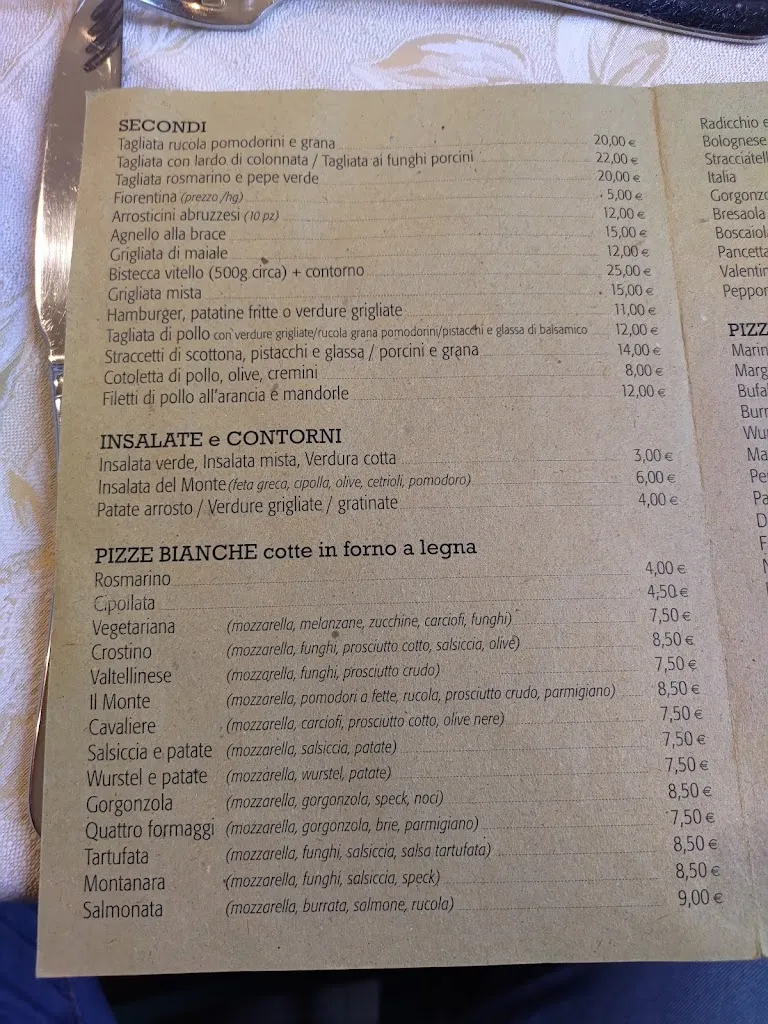 SECONDI
Tagliata rucola pomodorini e grana 20,00 €
Tagliata con lardo di colonnata / Tagliata ai funghi porcini 22,00 €
Tagliata rosmarino e pepe verde 20,00 €
Fiorentina (prezzo /hg) 5,00 €
Arrosticini abruzzesi (10 pz) 12,00 €
Agnello alla brace 15,00 €
Grigliata di maiale 12,00 €
Bistecca vitello (500g circa) + contorno 25,00 €
Grigliata mista 15,00 €
Hamburger, patatine fritte o verdure grigliate 11,00 €
Tagliata di pollo con verdure grigliate/rucola grana pomodorini/pistacchi e glassa di balsamico 12,00 €
Straccetti di scottona, pistacchi e glassa / porcini e grana 14,00 €
Cotoletta di pollo, olive, cremini 8,00 €
Filetti di pollo all'arancia e mandorle 12,00 €
INSALATE e CONTORNI
Insalata verde, Insalata mista, Verdura cotta 3,00 €
Insalata del Monte (feta greca, cipolla, olive, cetrioli, pomodoro) 6,00 €
Patate arrosto / Verdure grigliate / gratinate 4,00 €
PIZZE BIANCHE cotte in forno a legna
Rosmarino 4,00 €
Cipollata 4,50 €
Vegetariana (mozzarella, melanzane, zucchine, carciofi, funghi) 7,50 €
Crostino (mozzarella, funghi, prosciutto cotto, salsiccia, olive) 8,50 €
Valtellinese (mozzarella, funghi, prosciutto crudo) 7,50 €
Il Monte (mozzarella, pomodori a fette, rucola, prosciutto crudo, parmigiano) 8,50 €
Cavaliere (mozzarella, carciofi, prosciutto cotto, olive nere) 7,50 €
Salsiccia e patate (mozzarella, salsiccia, patate) 7,50 €
Wurstel e patate (mozzarella, wurstel, patate) 7,50 €
Gorgonzola (mozzarella, gorgonzola, speck, noci) 8,50 €
Quattro formaggi (mozzarella, gorgonzola, brie, parmigiano) 7,50 €
Tartufata (mozzarella, funghi, salsiccia, salsa tartufata) 8,50 €
Montanara (mozzarella, funghi, salsiccia, speck) 8,50 €
Salmonata (mozzarella, burrata, salmone, rucola) 9,00 €
Radicchio e
Bolognese
Italia
Bresaola